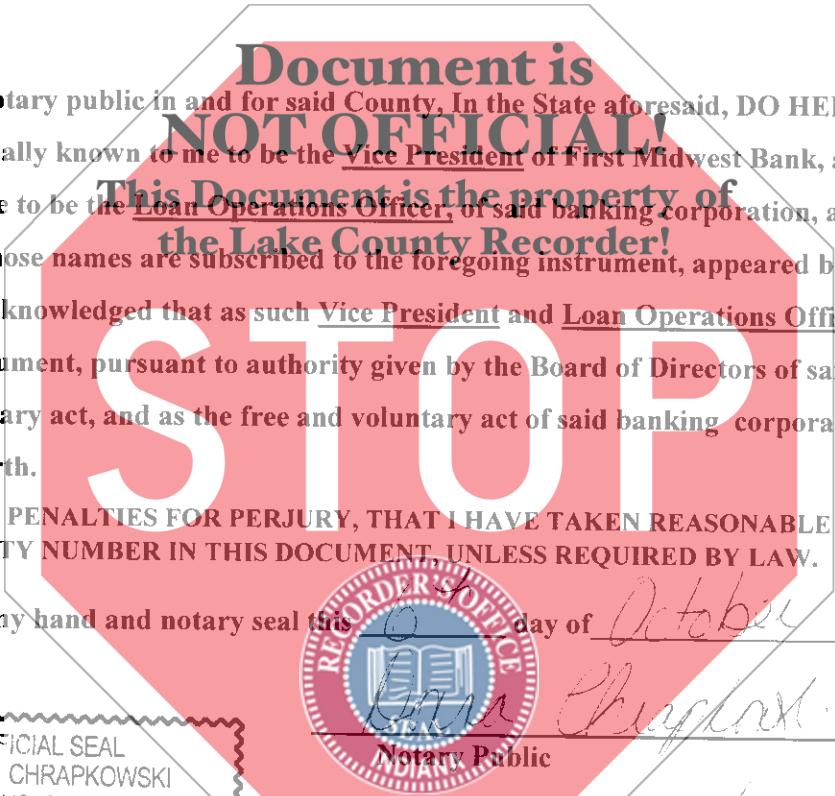 Document is
otary public in and for said County, In the State aforesaid, DO HE
NOT OFFICIAL!
ally known to me to be the Vice President of First Midwest Bank, a
This Document is the property of
e to be the Loan Operations Officer, of said banking corporation, a
the Lake County Recorder!
ose names are subscribed to the foregoing instrument, appeared b
knowledged that as such Vice President and Loan Operations Offi
STOP
ument, pursuant to authority given by the Board of Directors of sai
ary act, and as the free and voluntary act of said banking corpora
th.
PENALTIES FOR PERJURY, THAT I HAVE TAKEN REASONABLE
TY NUMBER IN THIS DOCUMENT, UNLESS REQUIRED BY LAW.
RECORDER'S OFFICE
ny hand and notary seal this 6th day of October
SEAL
INDIANA
Notary Public
FICIAL SEAL
CHRAPKOWSKI